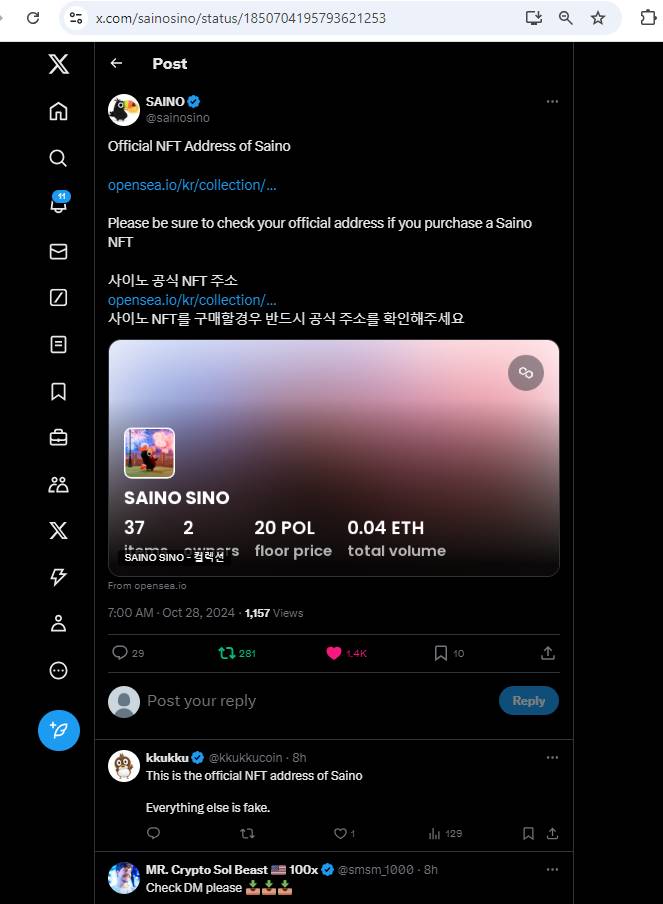 x.com/sainosino/status/1850704195793621253
Post
SAINO
@sainosino
Official NFT Address of Saino
opensea.io/kr/collection/...
Please be sure to check your official address if you purchase a Saino
NFT
사이노 공식 NFT 주소
opensea.io/kr/collection/...
사이노 NFT를 구매할경우 반드시 공식 주소를 확인해주세요
SAINO SINO
37 2 20 POL 0.04 ETH
items owners floor price total volume
SAINO SINO - 컬렉션
From opensea.io
7:00 AM · Oct 28, 2024 · 1,157 Views
29 281 1.4K 10
Post your reply
Reply
11
kkukku @kkukkucoin · 8h
This is the official NFT address of Saino
Everything else is fake.
1 129
MR. Crypto Sol Beast 🇺🇸 100x @smsm_1000 · 8h
Check DM please 📥📥📥